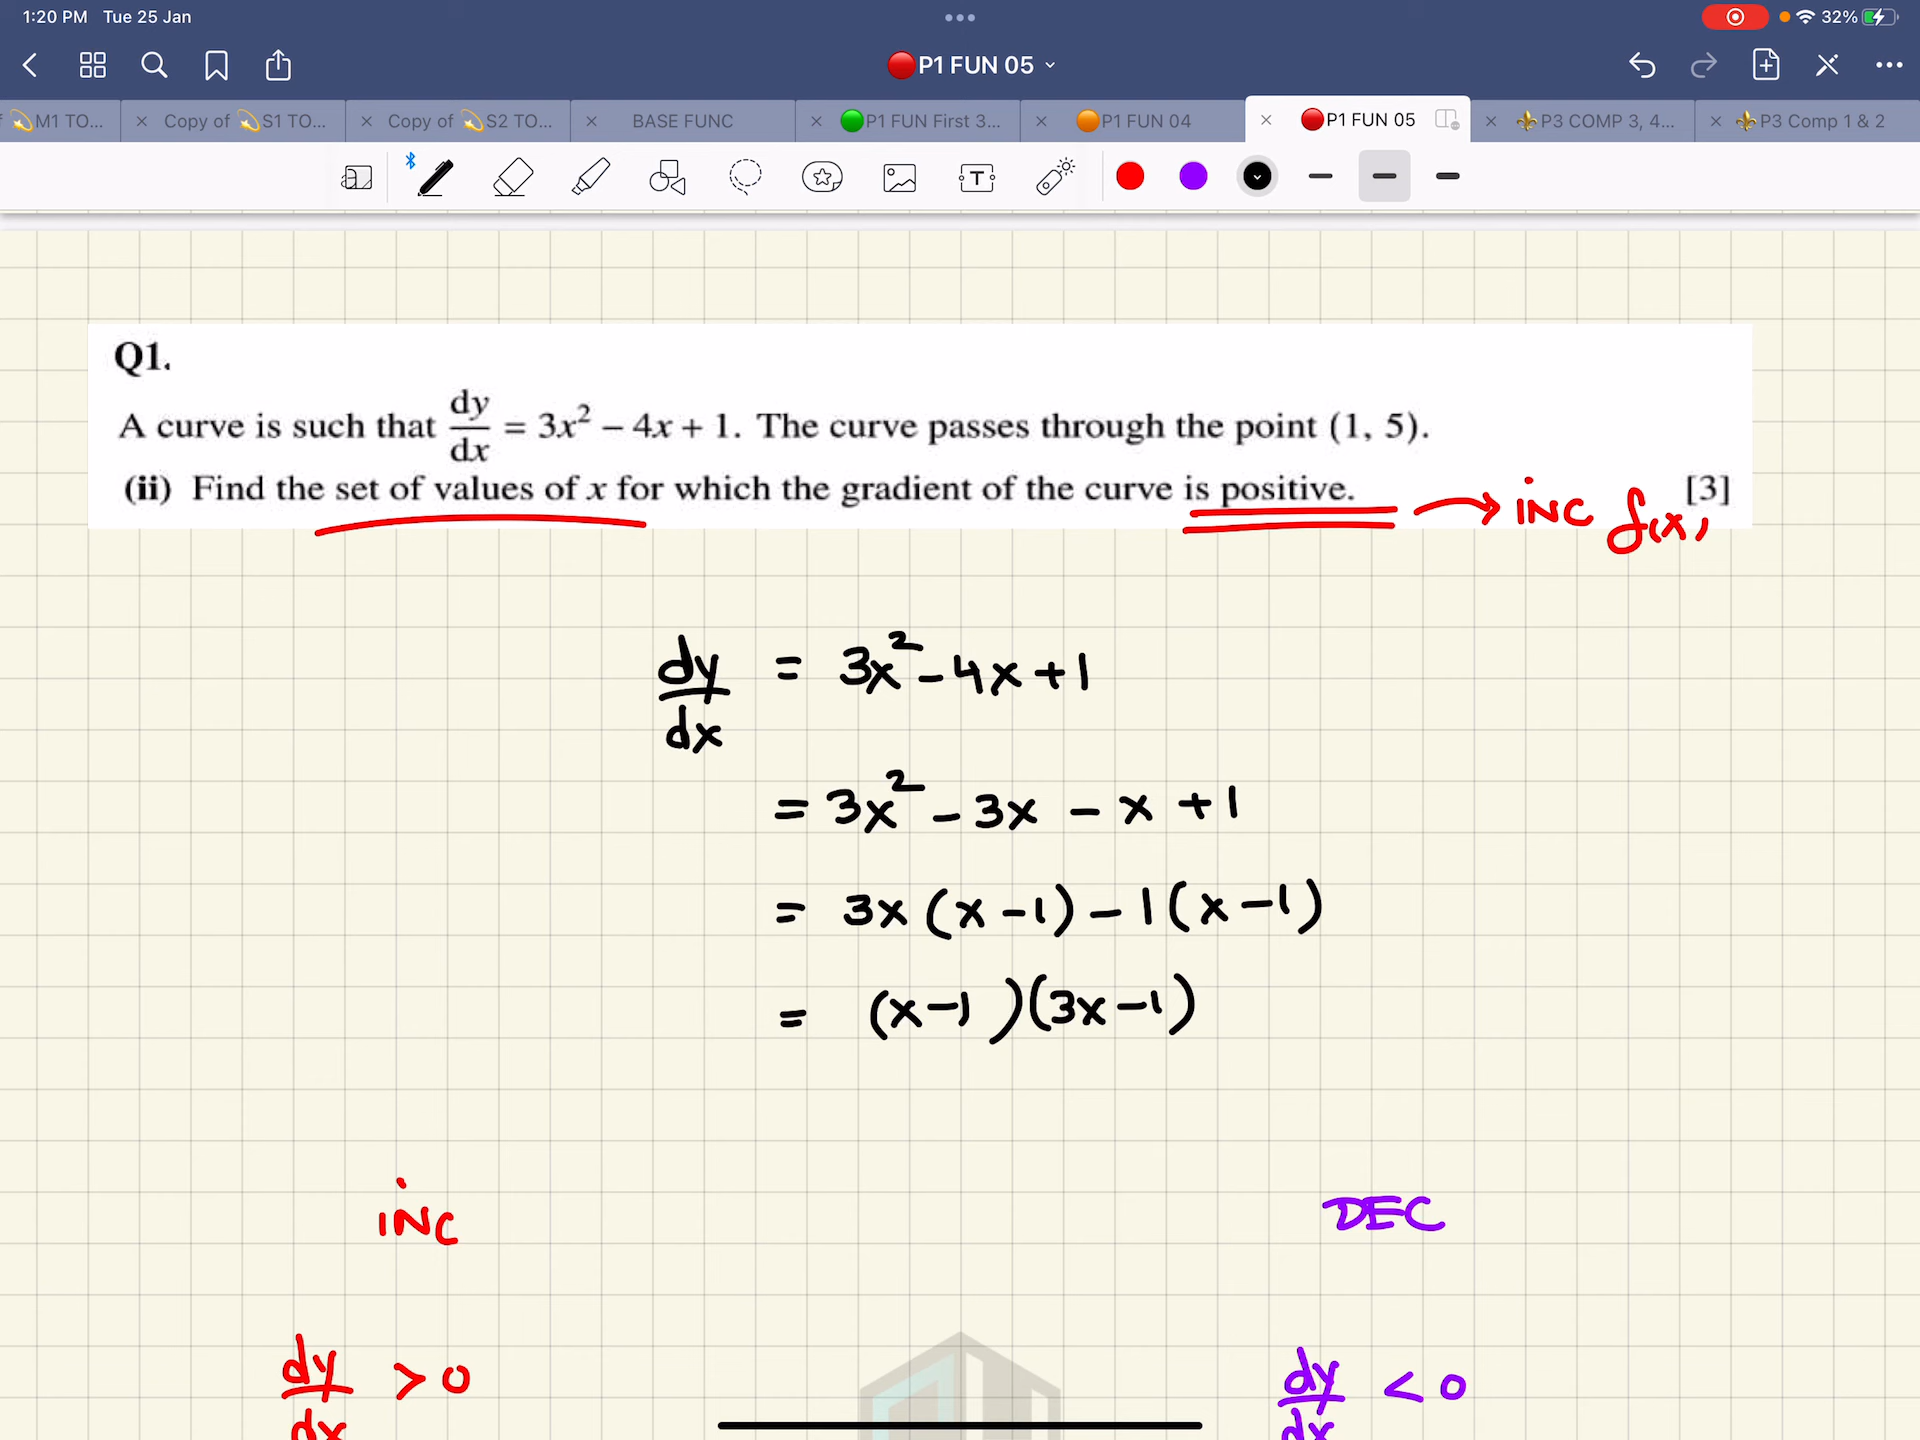 1:20 PM Tue 25 Jan
32%
P1 FUN 05
M1 TO... Copy of S1 TO... Copy of S2 TO... BASE FUNC P1 FUN First 3... P1 FUN 04 P1 FUN 05 P3 COMP 3, 4... P3 Comp 1 & 2
Q1.
A curve is such that dy/dx = 3x² – 4x + 1. The curve passes through the point (1, 5).
(ii) Find the set of values of x for which the gradient of the curve is positive. [3]
→ inc f(x)
dy/dx = 3x² - 4x + 1
= 3x² - 3x - x + 1
= 3x(x-1) - 1(x-1)
= (x-1)(3x-1)
iNC DEC
dy/dx > 0 dy/dx < 0